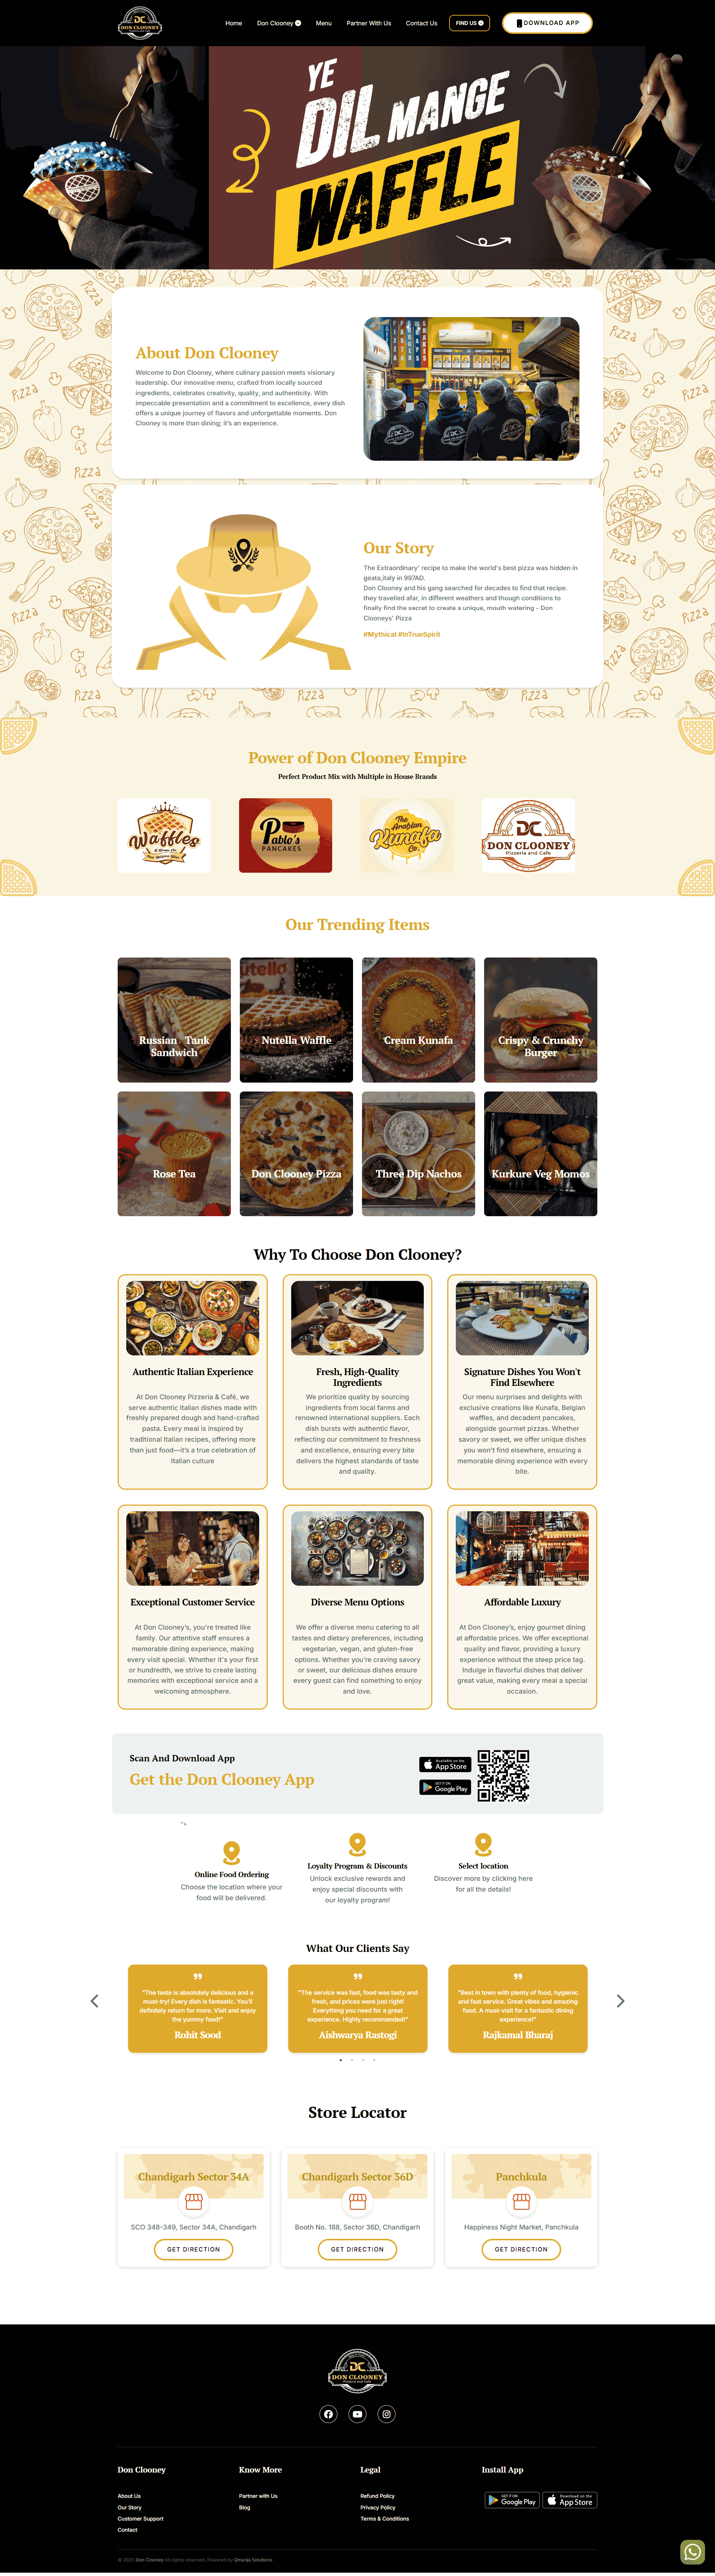 DC
DON CLOONEY
Home
Don Clooney
Menu
Partner With Us
Contact Us
FIND US
DOWNLOAD APP
YE
DIL MANGE
WAFFLE
About Don Clooney
Welcome to Don Clooney, where culinary passion meets visionary
leadership. Our innovative menu, crafted from locally sourced
ingredients, celebrates creativity, quality, and authenticity. With
impeccable presentation and a commitment to excellence, every dish
offers a unique journey of flavors and unforgettable moments. Don
Clooney is more than dining; it's an experience.
Our Story
The Extraordinary' recipe to make the world's best pizza was hidden in
geata,italy in 997AD.
Don Clooney and his gang searched for decades to find that recipe.
they travelled afar, in different weathers and though conditions to
finally find the secret to create a unique, mouth watering - Don
Clooneys' Pizza
#Mythical #InTrueSpirit
Power of Don Clooney Empire
Perfect Product Mix with Multiple in House Brands
Waffles
Pablo's
PANCAKES
The
Arabian
Kunafa
Co.
Best in Town
DC
DON CLOONEY
Pizzeria and Cafe
Our Trending Items
Russian Tank
Sandwich
Nutella Waffle
Cream Kunafa
Crispy & Crunchy
Burger
Rose Tea
Don Clooney Pizza
Three Dip Nachos
Kurkure Veg Momos
Why To Choose Don Clooney?
Authentic Italian Experience
At Don Clooney Pizzeria & Café, we
serve authentic Italian dishes made with
freshly prepared dough and hand-crafted
pasta. Every meal is inspired by
traditional Italian recipes, offering more
than just food—it's a true celebration of
Italian culture
Fresh, High-Quality
Ingredients
We prioritize quality by sourcing
ingredients from local farms and
renowned international suppliers. Each
dish bursts with authentic flavor,
reflecting our commitment to freshness
and excellence, ensuring every bite
delivers the highest standards of taste
and quality.
Signature Dishes You Won't
Find Elsewhere
Our menu surprises and delights with
exclusive creations like Kunafa, Belgian
waffles, and decadent pancakes,
alongside gourmet pizzas. Whether
savory or sweet, we offer unique dishes
you won't find elsewhere, ensuring a
memorable dining experience with every
bite.
Exceptional Customer Service
At Don Clooney's, you're treated like
family. Our attentive staff ensures a
memorable dining experience, making
every visit special. Whether it's your first
or hundredth, we strive to create lasting
memories with exceptional service and a
welcoming atmosphere.
Diverse Menu Options
We offer a diverse menu catering to all
tastes and dietary preferences, including
vegetarian, vegan, and gluten-free
options. Whether you're craving savory
or sweet, our delicious dishes ensure
every guest can find something to enjoy
and love.
Affordable Luxury
At Don Clooney's, enjoy gourmet dining
at affordable prices. We offer exceptional
quality and flavor, providing a luxury
experience without the steep price tag.
Indulge in flavorful dishes that deliver
great value, making every meal a special
occasion.
Scan And Download App
Get the Don Clooney App
Available on the
App Store
GET IT ON
Google Play
">
Online Food Ordering
Choose the location where your
food will be delivered.
Loyalty Program & Discounts
Unlock exclusive rewards and
enjoy special discounts with
our loyalty program!
Select location
Discover more by clicking here
for all the details!
What Our Clients Say
"The taste is absolutely delicious and a
must-try! Every dish is fantastic. You'll
definitely return for more. Visit and enjoy
the yummy food!"
Rohit Sood
"The service was fast, food was tasty and
fresh, and prices were just right!
Everything you need for a great
experience. Highly recommended!"
Aishwarya Rastogi
"Best in town with plenty of food, hygienic
and fast service. Great vibes and amazing
food. A must-visit for a fantastic dining
experience!"
Rajkamal Bharaj
Store Locator
Chandigarh Sector 34A
SCO 348-349, Sector 34A, Chandigarh
GET DIRECTION
Chandigarh Sector 36D
Booth No. 188, Sector 36D, Chandigarh
GET DIRECTION
Panchkula
Happiness Night Market, Panchkula
GET DIRECTION
DC
DON CLOONEY
Pizzeria and Cafe
Don Clooney
About Us
Our Story
Customer Support
Contact
Know More
Partner with Us
Blog
Legal
Refund Policy
Privacy Policy
Terms & Conditions
Install App
GET IT ON
Google Play
Download on the
App Store
© 2025 Don Clooney All rights reserved. Powered by Qmanja Solutions .